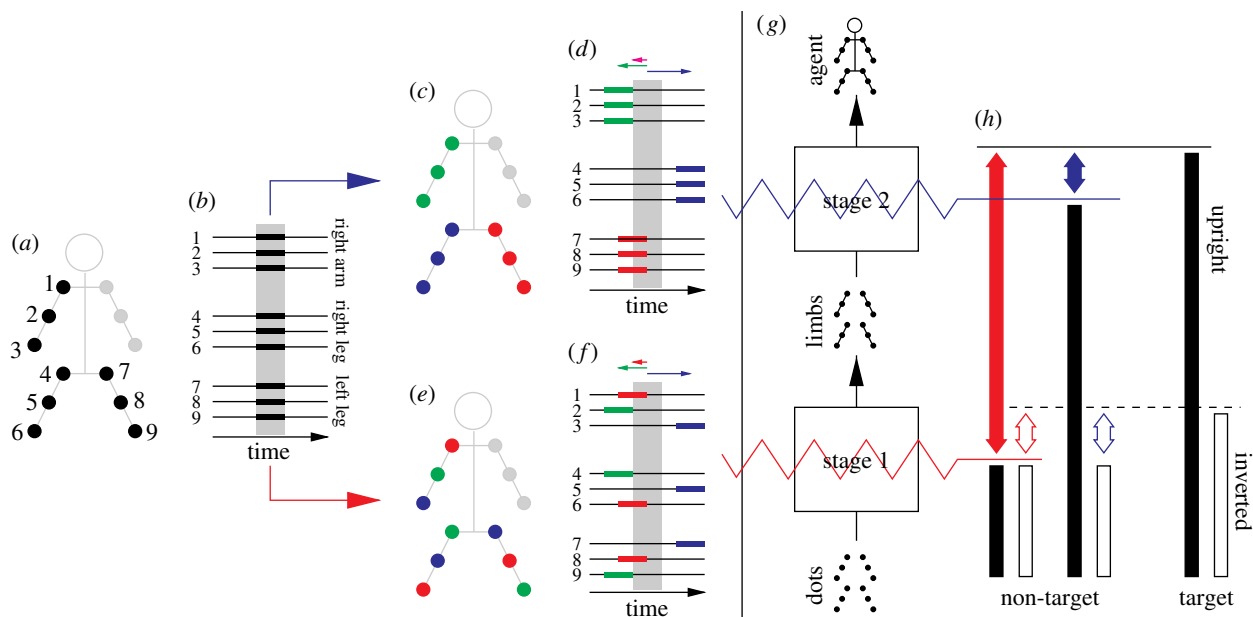 (a)
1
2
3
4
7
5
8
6
9
(b)
1
2
3
4
5
6
7
8
9
right arm
right leg
left leg
time
(c)
(d)
1
2
3
4
5
6
7
8
9
time
(e)
(f)
1
2
3
4
5
6
7
8
9
time
(g)
agent
stage 2
limbs
stage 1
dots
(h)
upright
inverted
non-target
target